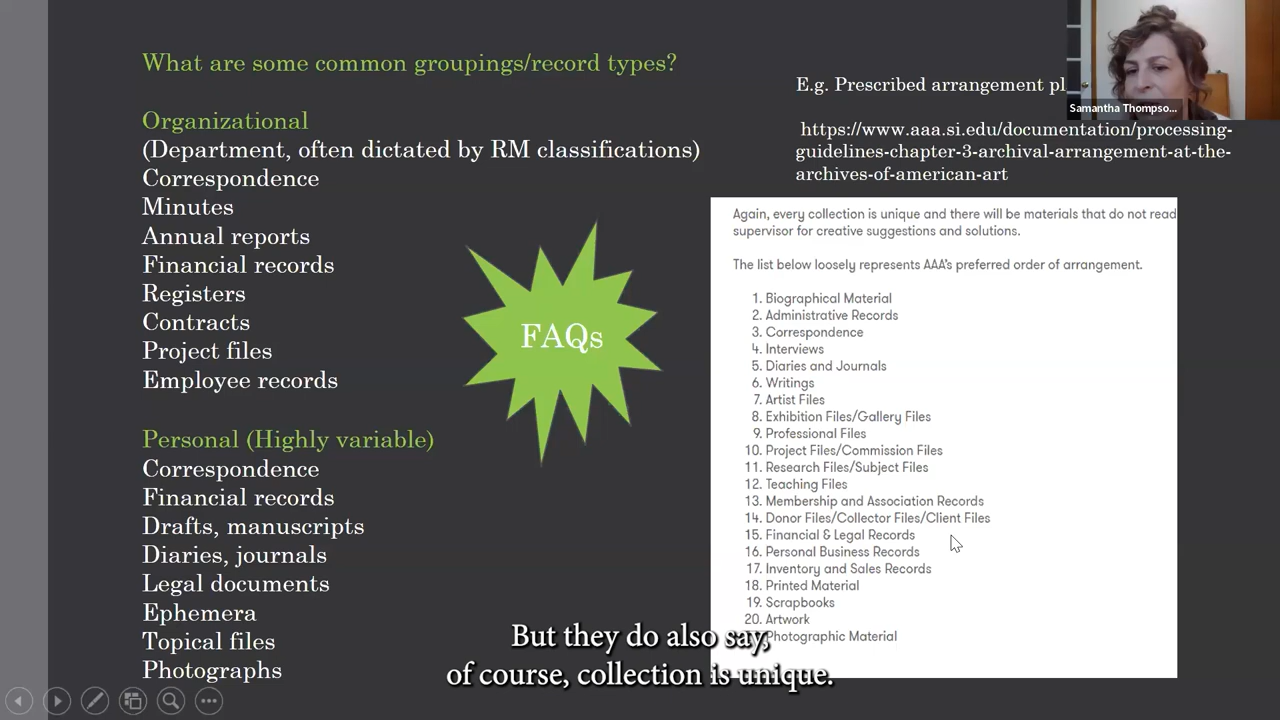 What are some common groupings/record types?
Organizational
(Department, often dictated by RM classifications)
Correspondence
Minutes
Annual reports
Financial records
Registers
Contracts
Project files
Employee records
Personal (Highly variable)
Correspondence
Financial records
Drafts, manuscripts
Diaries, journals
Legal documents
Ephemera
Topical files
Photographs
FAQs
E.g. Prescribed arrangement pl
https://www.aaa.si.edu/documentation/processing-
guidelines-chapter-3-archival-arrangement-at-the-
archives-of-american-art
Samantha Thompso...
Again, every collection is unique and there will be materials that do not read
supervisor for creative suggestions and solutions.
The list below loosely represents AAA's preferred order of arrangement.
1. Biographical Material
2. Administrative Records
3. Correspondence
4. Interviews
5. Diaries and Journals
6. Writings
7. Artist Files
8. Exhibition Files/Gallery Files
9. Professional Files
10. Project Files/Commission Files
11. Research Files/Subject Files
12. Teaching Files
13. Membership and Association Records
14. Donor Files/Collector Files/Client Files
15. Financial & Legal Records
16. Personal Business Records
17. Inventory and Sales Records
18. Printed Material
19. Scrapbooks
20. Artwork
Photographic Material
But they do also say,
of course, collection is unique.